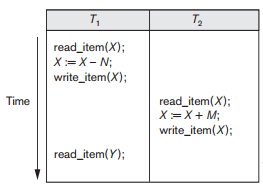 T1 T2
read_item(X);
X := X – N;
write_item(X);
Time
read_item(X);
X := X + M;
write_item(X);
read_item(Y);